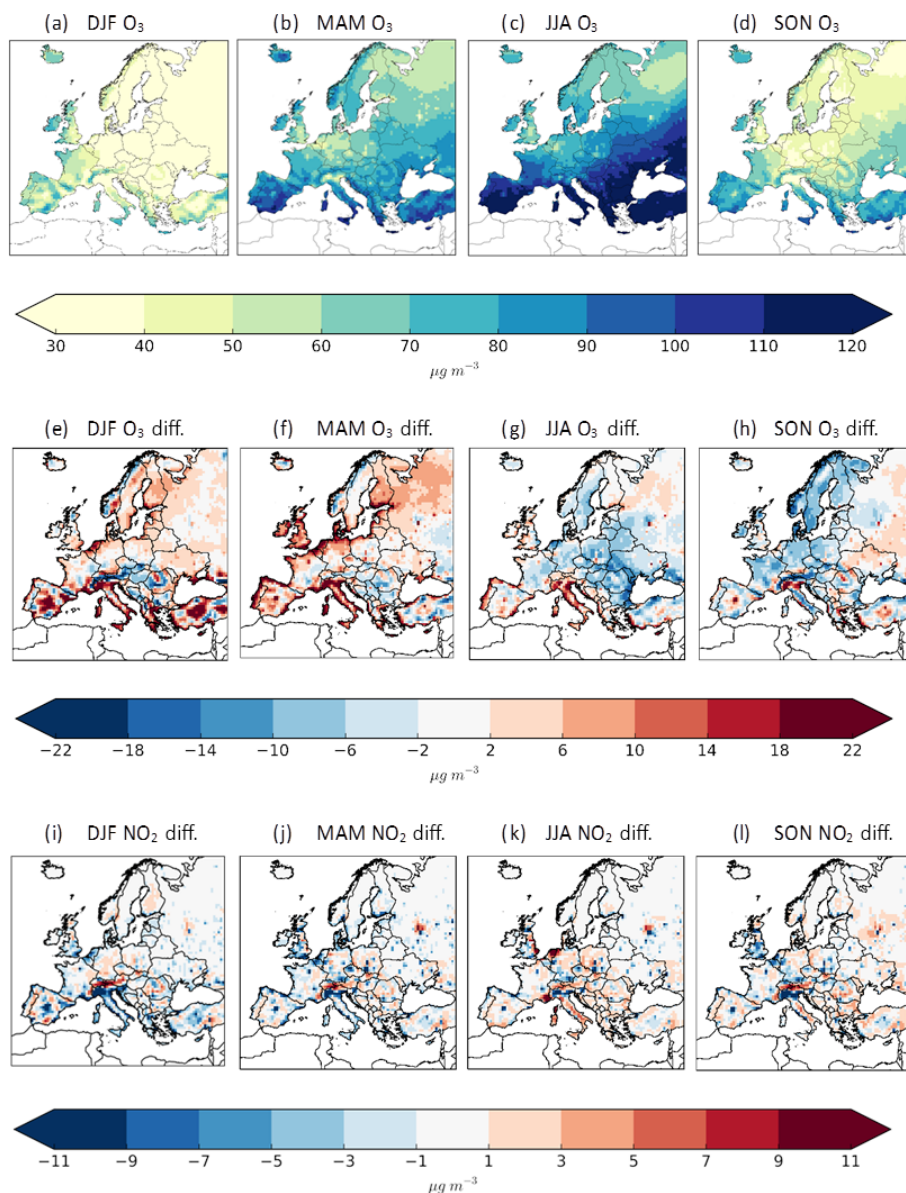 (a) DJF O₃ (b) MAM O₃ (c) JJA O₃ (d) SON O₃
30 40 50 60 70 80 90 100 110 120
μg m⁻³
(e) DJF O₃ diff. (f) MAM O₃ diff. (g) JJA O₃ diff. (h) SON O₃ diff.
−22 −18 −14 −10 −6 −2 2 6 10 14 18 22
μg m⁻³
(i) DJF NO₂ diff. (j) MAM NO₂ diff. (k) JJA NO₂ diff. (l) SON NO₂ diff.
−11 −9 −7 −5 −3 −1 1 3 5 7 9 11
μg m⁻³